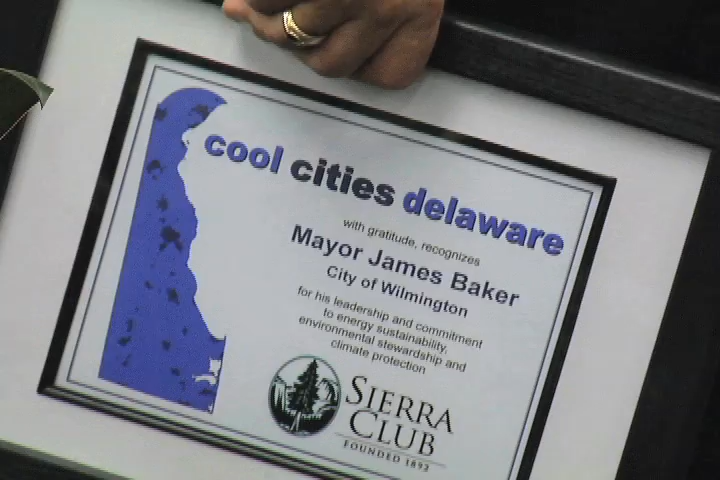 cool cities delaware
with gratitude, recognizes
Mayor James Baker
City of Wilmington
for his leadership and commitment
to energy sustainability,
environmental stewardship and
climate protection
SIERRA
CLUB
FOUNDED 1892